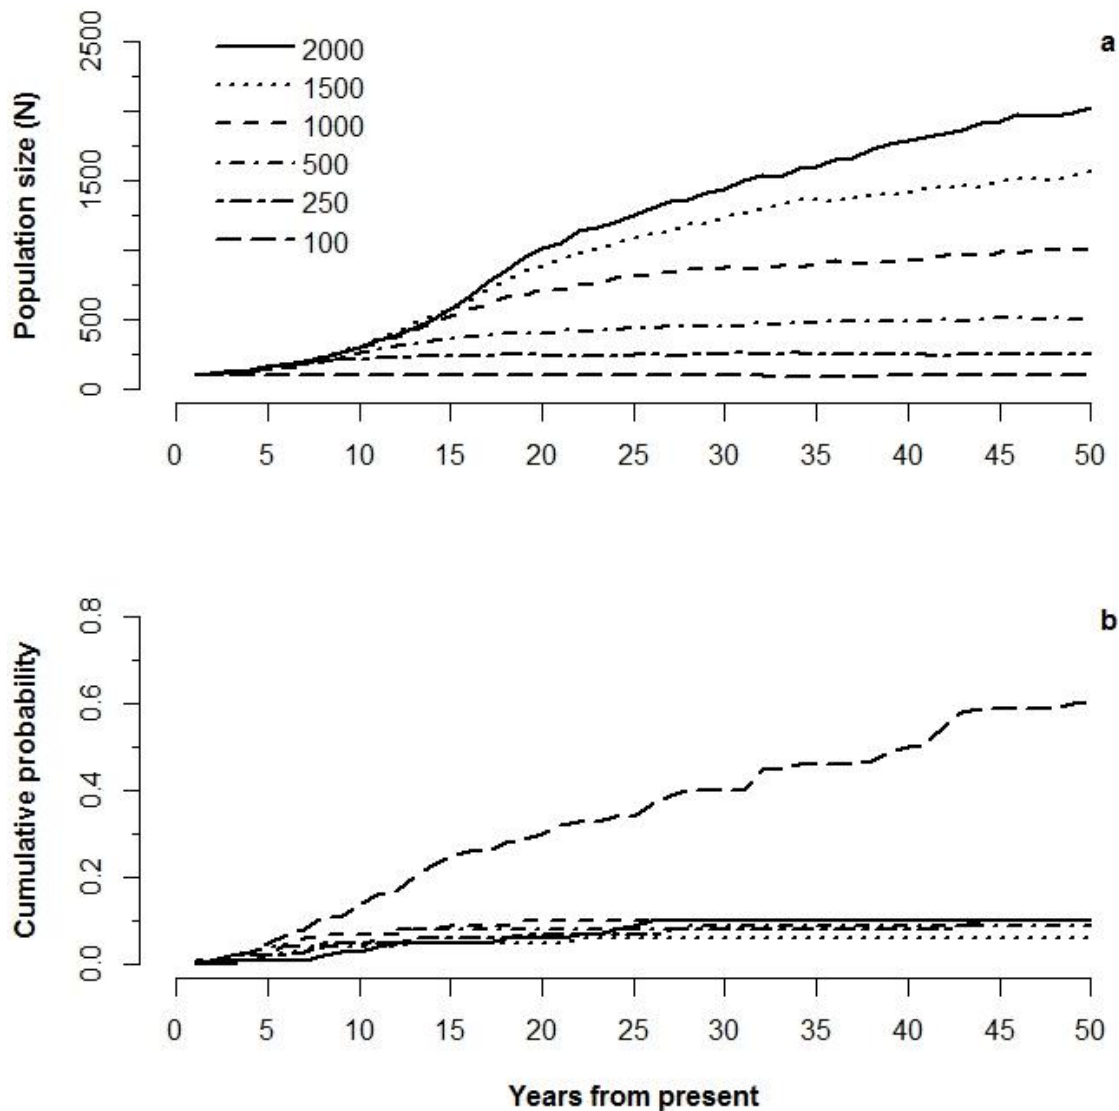 a
Population size (N)
2500
1500
500
0
2000
1500
1000
500
250
100
0 5 10 15 20 25 30 35 40 45 50
b
Cumulative probability
0.8
0.6
0.4
0.2
0.0
0 5 10 15 20 25 30 35 40 45 50
Years from present